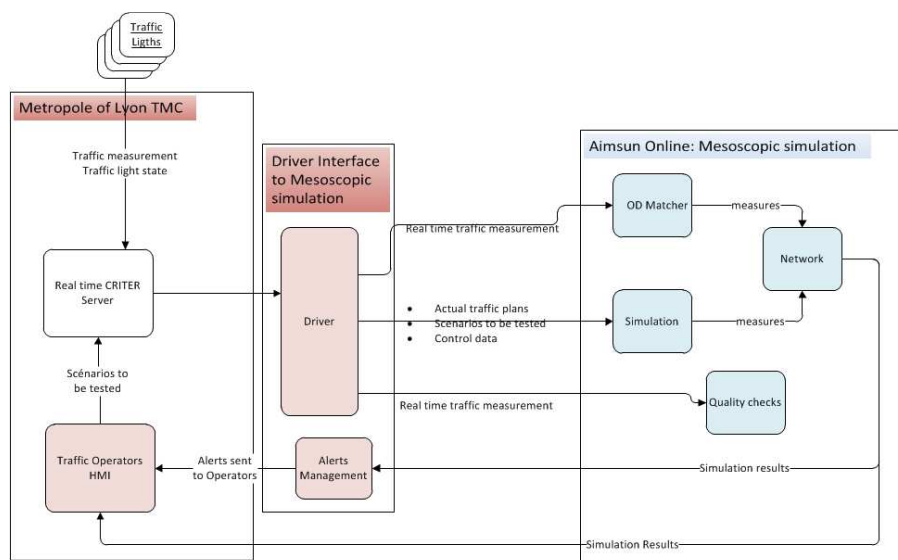 Traffic
Ligths
Metropole of Lyon TMC
Traffic measurement
Traffic light state
Real time CRITER
Server
Scénarios to
be tested
Traffic Operators
HMI
Alerts sent
to Operators
Driver Interface
to Mesoscopic
simulation
Driver
Alerts
Management
Real time traffic measurement
• Actual traffic plans
• Scenarios to be tested
• Control data
Real time traffic measurement
Aimsun Online: Mesoscopic simulation
OD Matcher
measures
Network
Simulation
measures
Quality checks
Simulation results
Simulation Results